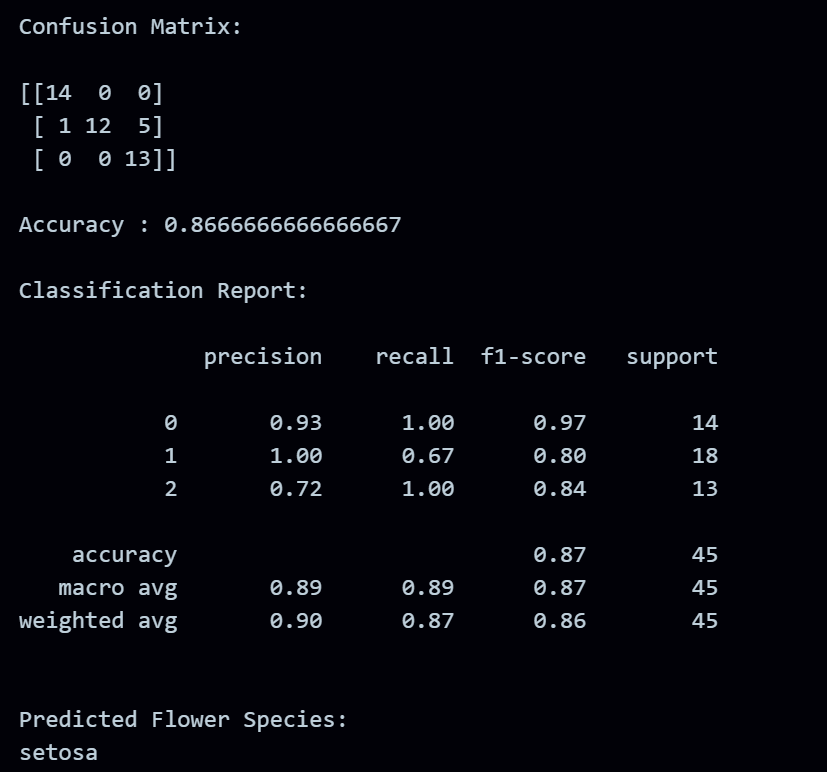 Confusion Matrix:
[[14  0  0]
 [ 1 12  5]
 [ 0  0 13]]
Accuracy : 0.8666666666666667
Classification Report:
              precision    recall  f1-score   support
           0       0.93      1.00      0.97        14
           1       1.00      0.67      0.80        18
           2       0.72      1.00      0.84        13
    accuracy                           0.87        45
   macro avg       0.89      0.89      0.87        45
weighted avg       0.90      0.87      0.86        45
Predicted Flower Species:
setosa